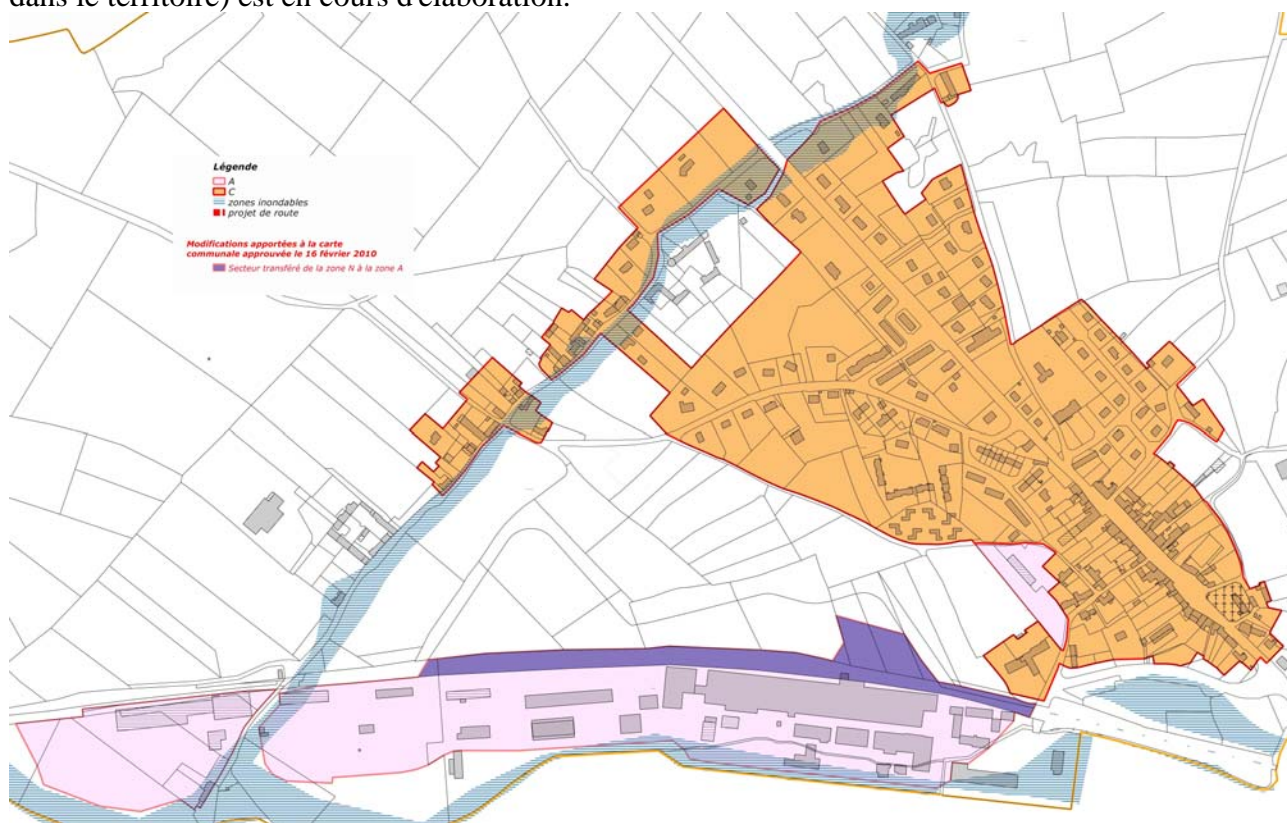 dans le territoire) est en cours d'élaboration.
Légende
A
C
zones inondables
projet de route
Modifications apportées à la carte
communale approuvée le 16 février 2010
Secteur transféré de la zone N à la zone A